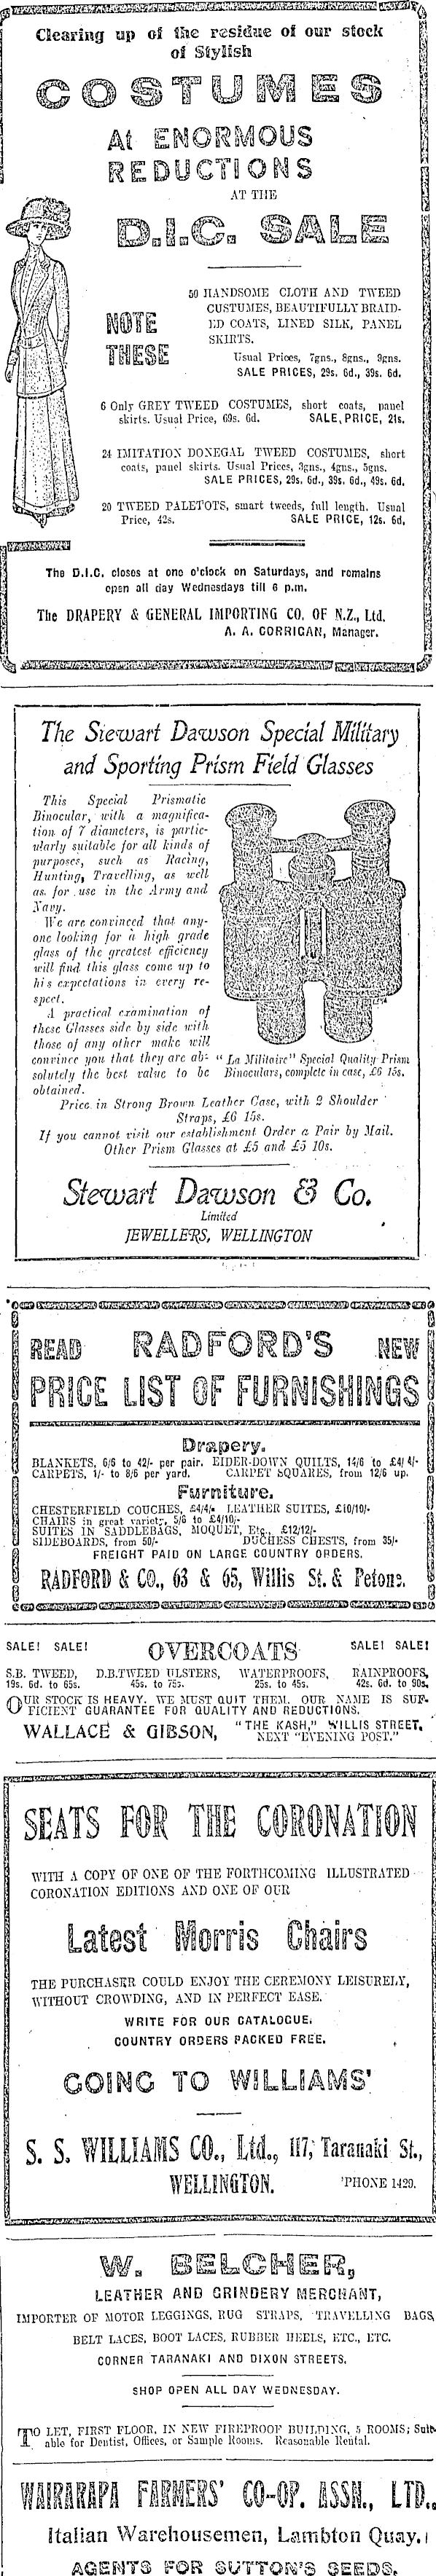 Clearing up of the residue of our stock
of Stylish
COSTUMES
At ENORMOUS
REDUCTIONS
AT THE
D.I.C. SALE
NOTE
THESE
50 HANDSOME CLOTH AND TWEED
CUSTUMES, BEAUTIFULLY BRAID-
ED COATS, LINED SILK, PANEL
SKIRTS.
Usual Prices, 7gns., 8gns., 9gns.
SALE PRICES, 29s. 6d., 39s. 6d.
6 Only GREY TWEED COSTUMES, short coats, panel
skirts. Usual Price, 69s. 6d. SALE PRICE, 21s.
24 IMITATION DONEGAL TWEED COSTUMES, short
coats, panel skirts. Usual Prices, 3gns., 4gns., 5gns.
SALE PRICES, 29s. 6d., 39s. 6d., 49s. 6d.
20 TWEED PALETOTS, smart tweeds, full length. Usual
Price, 42s. SALE PRICE, 12s. 6d.
The D.I.C. closes at one o'clock on Saturdays, and remains
open all day Wednesdays till 6 p.m.
The DRAPERY & GENERAL IMPORTING CO. OF N.Z., Ltd.
A. A. CORRIGAN, Manager.
The Stewart Dawson Special Military
and Sporting Prism Field Glasses
This Special Prismatic
Binocular, with a magnifica-
tion of 7 diameters, is partic-
ularly suitable for all kinds of
purposes, such as Racing,
Hunting, Travelling, as well
as for use in the Army and
Navy.
We are convinced that any-
one looking for a high grade
glass of the greatest efficiency
will find this glass come up to
his expectations in every re-
spect.
A practical examination of
these Glasses side by side with
those of any other make will
convince you that they are ab-
solutely the best value to be
obtained.
"La Militaire" Special Quality Prism
Binoculars, complete in case, £6 15s.
Price in Strong Brown Leather Case, with 2 Shoulder
Straps, £6 15s.
If you cannot visit our establishment Order a Pair by Mail.
Other Prism Glasses at £5 and £5 10s.
Stewart Dawson & Co.
Limited
JEWELLERS, WELLINGTON
READ RADFORD'S NEW
PRICE LIST OF FURNISHINGS
Drapery.
BLANKETS, 6/6 to 42/- per pair. EIDER-DOWN QUILTS, 14/6 to £4/4/-
CARPETS, 1/- to 8/6 per yard. CARPET SQUARES, from 12/6 up.
Furniture.
CHESTERFIELD COUCHES, £4/4/- LEATHER SUITES, £10/10/-
CHAIRS in great variety, 5/6 to £4/10/-
SUITES IN SADDLEBAGS, MOQUET, Etc., £12/12/-
SIDEBOARDS, from 50/- DUCHESS CHESTS, from 35/-
FREIGHT PAID ON LARGE COUNTRY ORDERS.
RADFORD & CO., 63 & 65, Willis St. & Petone.
SALE! SALE! OVERCOATS SALE! SALE!
S.B. TWEED, D.B. TWEED ULSTERS, WATERPROOFS, RAINPROOFS,
19s. 6d. to 65s. 45s. to 75s. 25s. to 45s. 42s. 6d. to 90s.
OUR STOCK IS HEAVY. WE MUST QUIT THEM. OUR NAME IS SUF-
FICIENT GUARANTEE FOR QUALITY AND REDUCTIONS.
WALLACE & GIBSON, "THE KASH," WILLIS STREET,
NEXT "EVENING POST."
SEATS FOR THE CORONATION
WITH A COPY OF ONE OF THE FORTHCOMING ILLUSTRATED
CORONATION EDITIONS AND ONE OF OUR
Latest Morris Chairs
THE PURCHASER COULD ENJOY THE CEREMONY LEISURELY,
WITHOUT CROWDING, AND IN PERFECT EASE.
WRITE FOR OUR CATALOGUE.
COUNTRY ORDERS PACKED FREE.
GOING TO WILLIAMS'
S. S. WILLIAMS CO., Ltd., 117, Taranaki St.,
WELLINGTON. 'PHONE 1429.
W. BELCHER,
LEATHER AND GRINDERY MERCHANT,
IMPORTER OF MOTOR LEGGINGS, RUG STRAPS, TRAVELLING BAGS,
BELT LACES, BOOT LACES, RUBBER HEELS, ETC., ETC.
CORNER TARANAKI AND DIXON STREETS.
SHOP OPEN ALL DAY WEDNESDAY.
TO LET, FIRST FLOOR, IN NEW FIREPROOF BUILDING, 5 ROOMS; Suit-
able for Dentist, Offices, or Sample Rooms. Reasonable Rental.
WAIRARAPA FARMERS' CO-OP. ASSN., LTD.,
Italian Warehousemen, Lambton Quay.
AGENTS FOR SUTTON'S SEEDS.